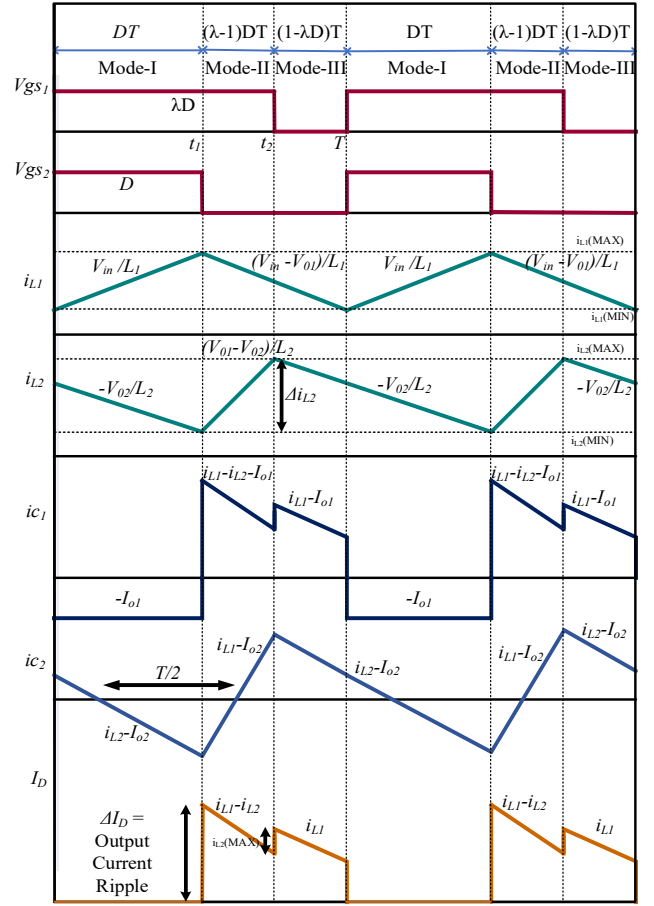 DT (λ-1)DT (1-λD)T DT (λ-1)DT (1-λD)T
Mode-I Mode-II Mode-III Mode-I Mode-II Mode-III
Vgs1
λD
t1 t2 T
Vgs2
D
iL1(MAX)
Vin /L1 (Vin -V01)/L1 Vin /L1 (Vin -V01)/L1
iL1
iL1(MIN)
(V01-V02)/L2 iL2(MAX)
iL2
-V02/L2 ΔiL2 -V02/L2 -V02/L2
iL2(MIN)
iL1-iL2-Io1 iL1-iL2-Io1
iL1-Io1 iL1-Io1
ic1
-Io1 -Io1
iL1-Io2 iL2-Io2
ic2 T/2 iL2-Io2 iL1-Io2
iL2-Io2
ID
iL1-iL2 iL1-iL2
ΔID = iL1 iL1
Output iL2(MAX)
Current
Ripple